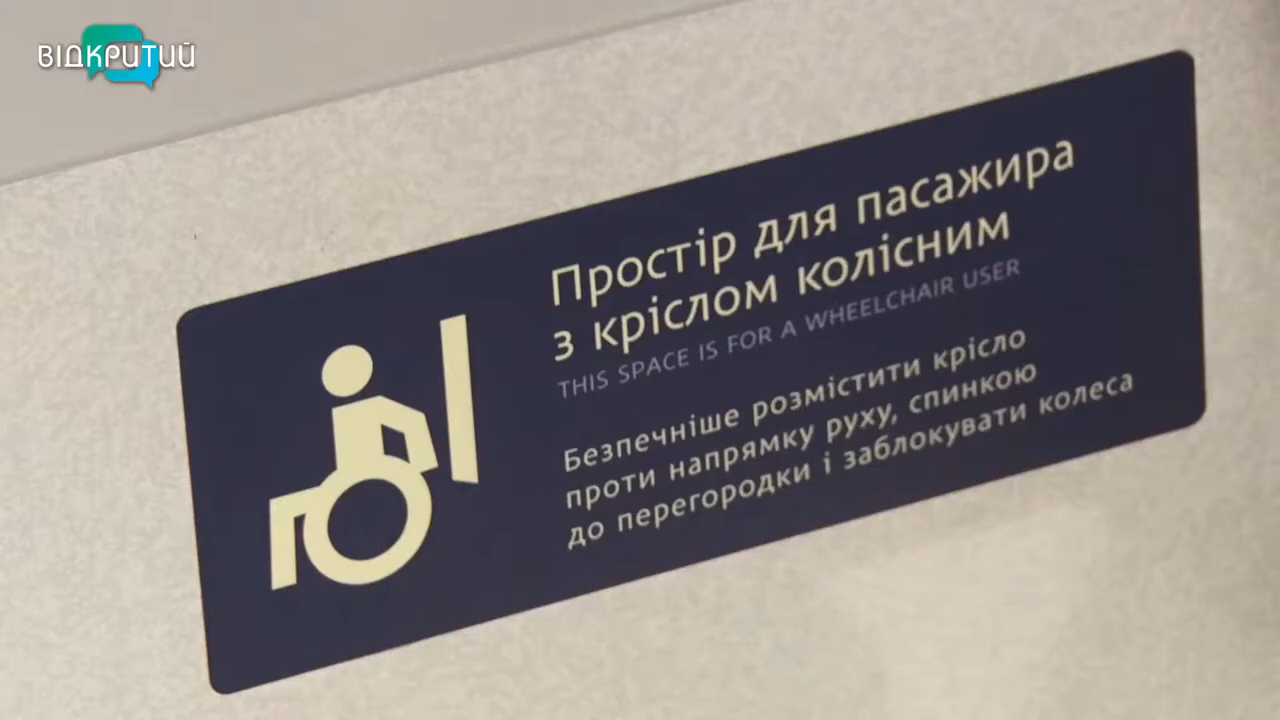 ВІДКРИТИЙ
Простір для пасажира
з кріслом колісним
THIS SPACE IS FOR A WHEELCHAIR USER
Безпечніше розмістити крісло
проти напрямку руху, спинкою
до перегородки і заблокувати колеса